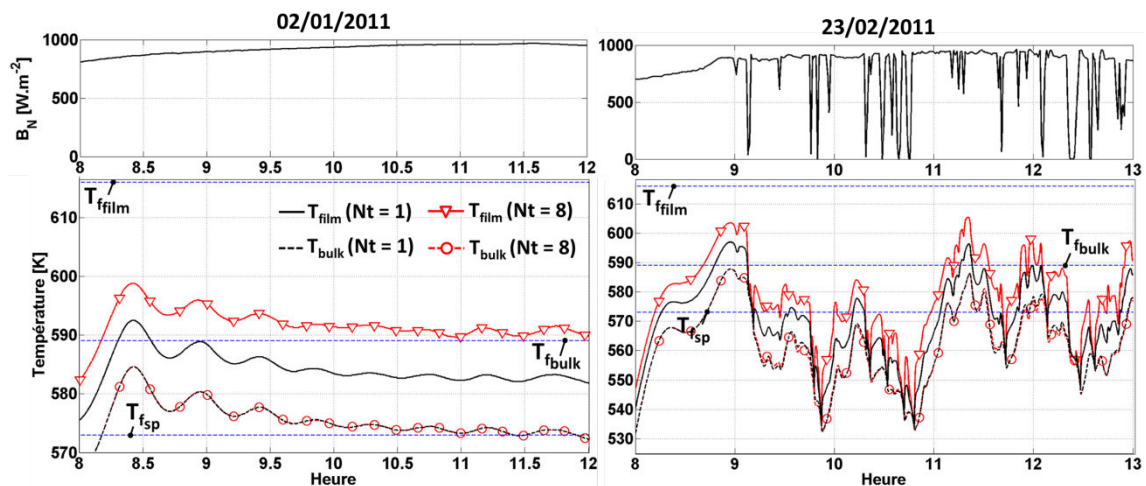 02/01/2011
B_N [W.m^-2]
1000
500
0
8 8.5 9 9.5 10 10.5 11 11.5 12
Température [K]
610
600
590
580
570
T_f_film
T_film (Nt = 1)
T_film (Nt = 8)
T_bulk (Nt = 1)
T_bulk (Nt = 8)
T_f_bulk
T_f_sp
8 8.5 9 9.5 10 10.5 11 11.5 12
Heure
23/02/2011
1000
500
0
8 9 10 11 12 13
610
600
590
580
570
560
550
540
530
T_f_film
T_f_bulk
T_f_sp
8 9 10 11 12 13
Heure